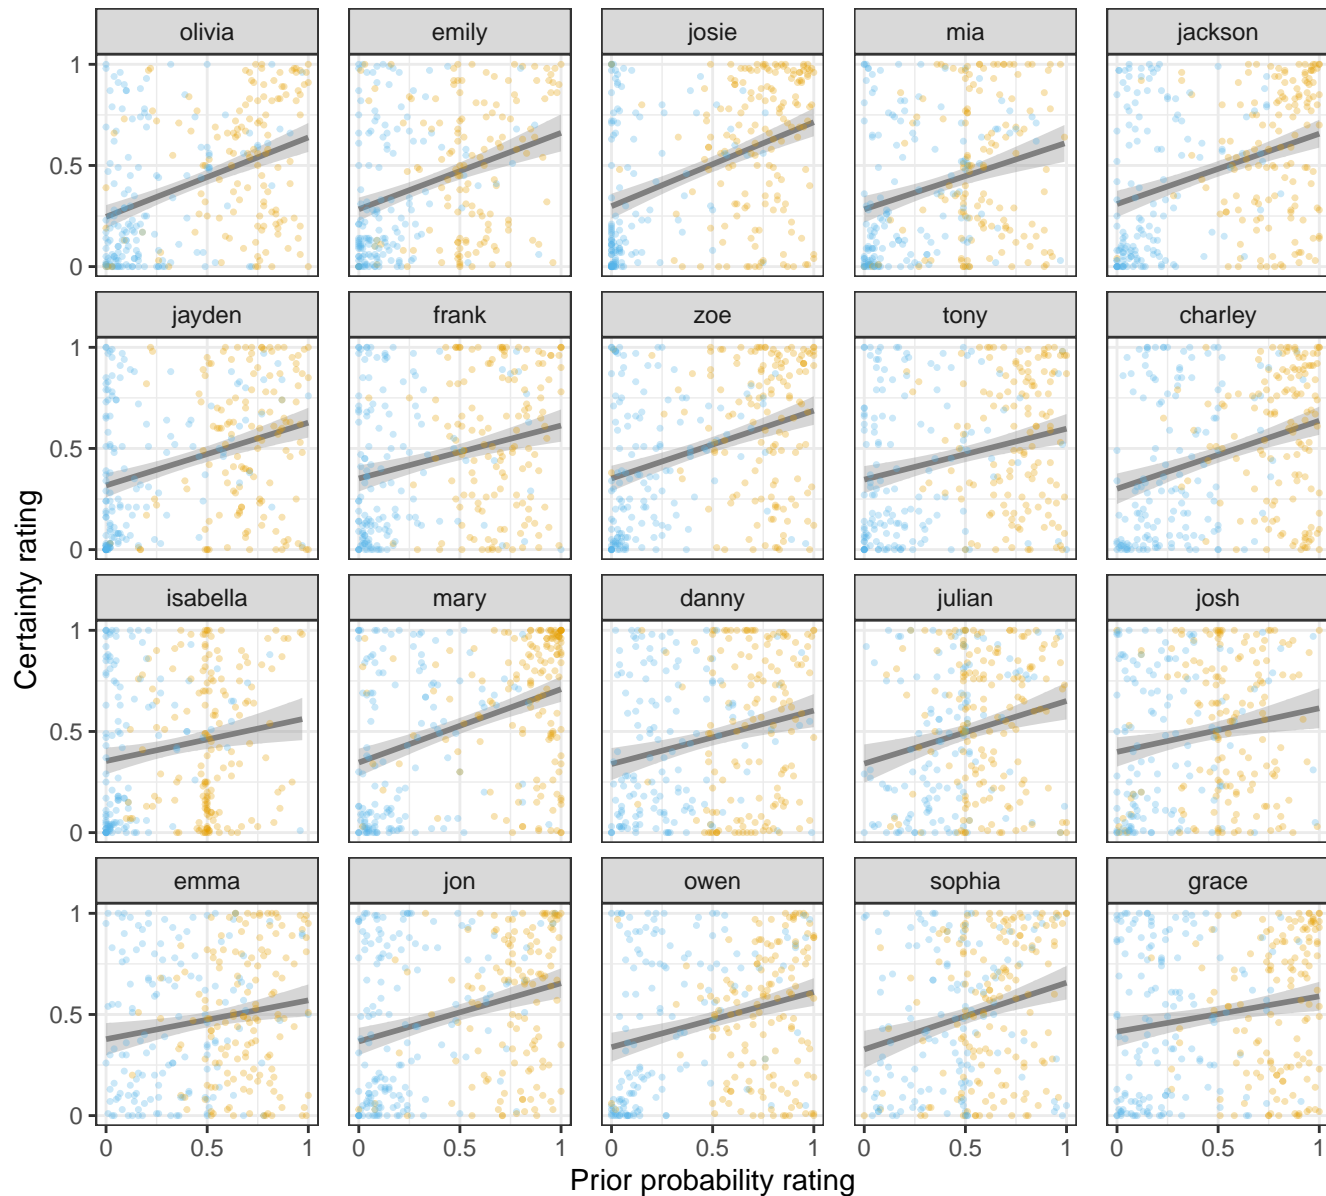 olivia emily josie mia jackson
1
0.5
0
jayden frank zoe tony charley
1
0.5
0
isabella mary danny julian josh
1
0.5
0
emma jon owen sophia grace
1
0.5
0
0 0.5 1 0 0.5 1 0 0.5 1 0 0.5 1 0 0.5 1
Prior probability rating
Certainty rating